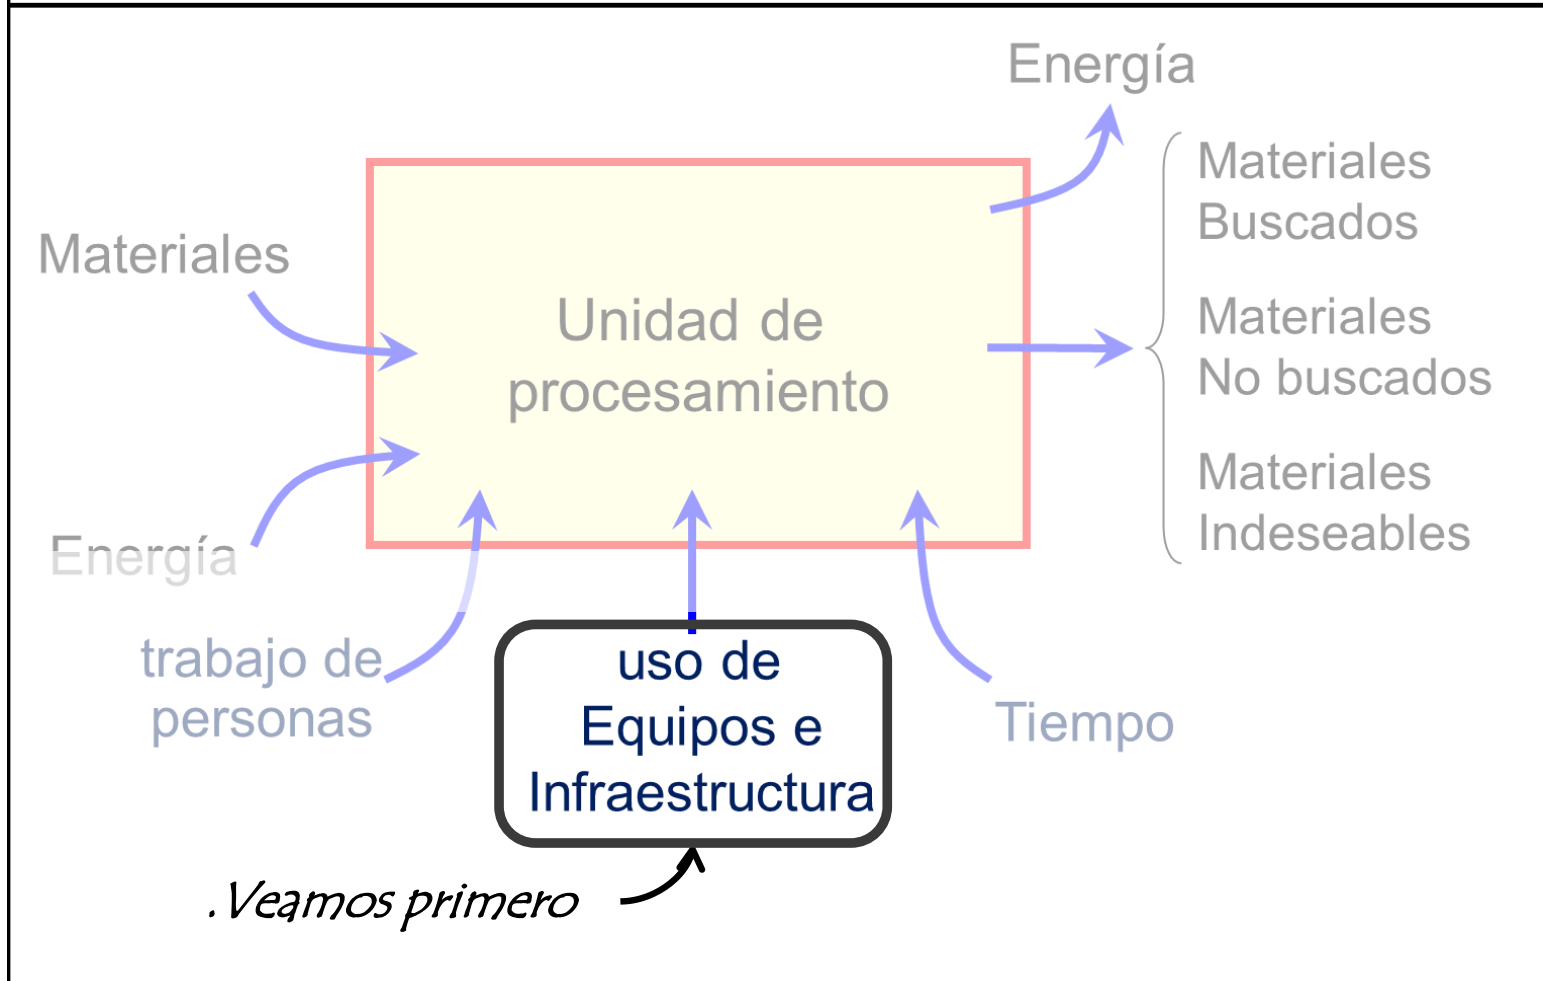 Energía
Materiales
Buscados
Materiales
Unidad de
procesamiento
Materiales
No buscados
Materiales
Indeseables
Energía
trabajo de
personas
uso de
Equipos e
Infraestructura
Tiempo
.Veamos primero